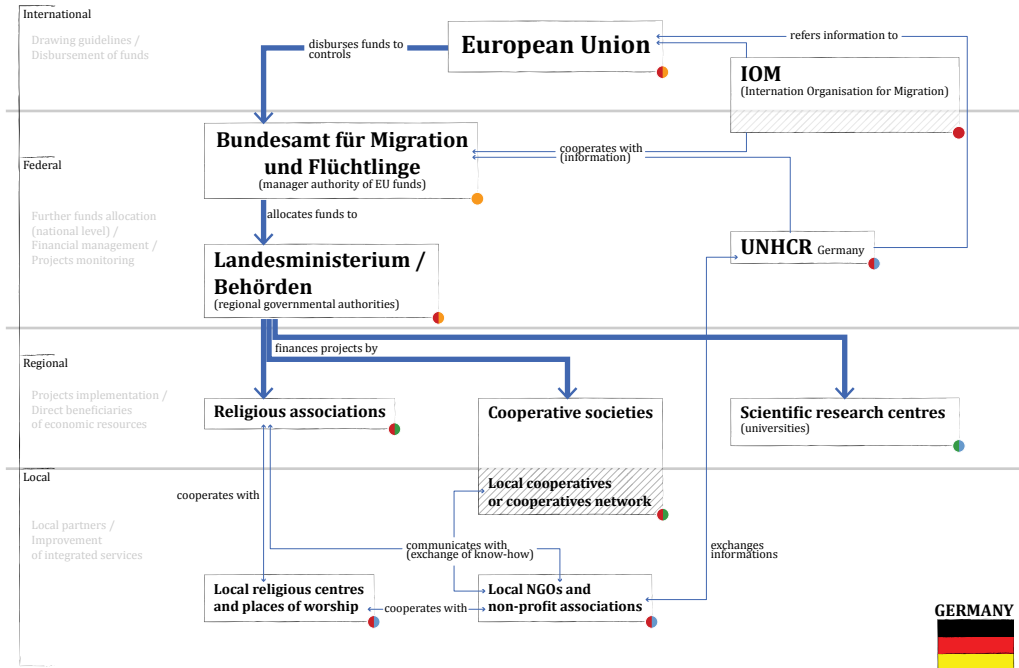 International
Drawing guidelines /
Disbursement of funds
disburses funds to
controls
European Union
refers information to
IOM
(Internation Organisation for Migration)
Federal
Further funds allocation
(national level) /
Financial management /
Projects monitoring
Bundesamt für Migration
und Flüchtlinge
(manager authority of EU funds)
cooperates with
(information)
allocates funds to
Landesministerium /
Behörden
(regional governmental authorities)
UNHCR Germany
Regional
Projects implementation /
Direct beneficiaries
of economic resources
finances projects by
Religious associations
Cooperative societies
Scientific research centres
(universities)
Local
Local partners /
Improvement
of integrated services
cooperates with
Local cooperatives
or cooperatives network
communicates with
(exchange of know-how)
exchanges
informations
Local religious centres
and places of worship
cooperates with
Local NGOs and
non-profit associations
GERMANY